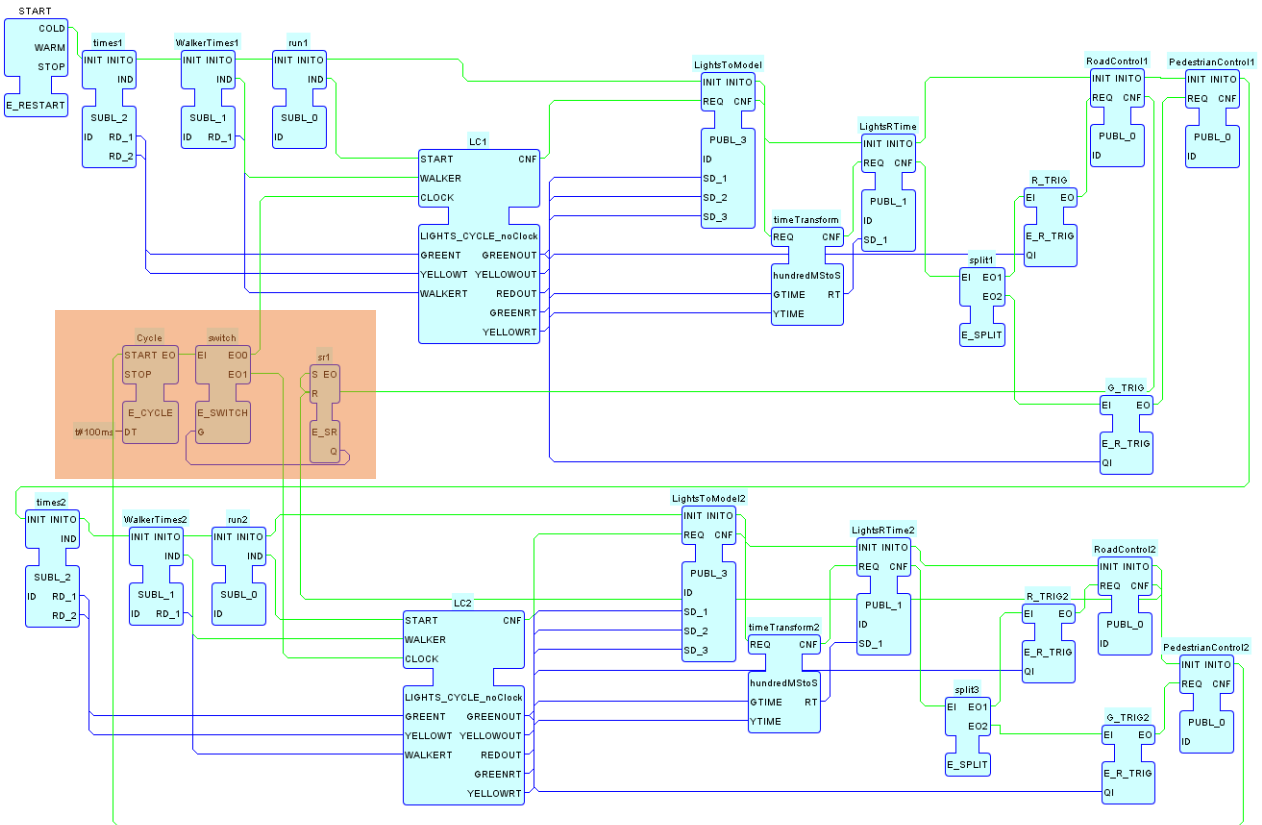 START
COLD
WARM
STOP
E_RESTART
times1
INIT INITO
IND
SUBL_2
ID RD_1
RD_2
WalkerTimes1
INIT INITO
IND
SUBL_1
ID RD_1
run1
INIT INITO
IND
SUBL_0
ID
LC1
START CNF
WALKER
CLOCK
LIGHTS_CYCLE_noClock
GREENT GREENOUT
YELLOWT YELLOWOUT
WALKERT REDOUT
GREENRT
YELLOWRT
LightsToModel
INIT INITO
REQ CNF
PUBL_3
ID
SD_1
SD_2
SD_3
timeTransform
REQ CNF
hundredMStoS
GTIME RT
YTIME
LightsRTime
INIT INITO
REQ CNF
PUBL_1
ID
SD_1
split1
EI EO1
EO2
E_SPLIT
R_TRIG
EI EO
E_R_TRIG
QI
RoadControl1
INIT INITO
REQ CNF
PUBL_0
ID
PedestrianControl1
INIT INITO
REQ CNF
PUBL_0
ID
G_TRIG
EI EO
E_R_TRIG
QI
Cycle
START EO
STOP
E_CYCLE
t#100ms DT
switch
EI EO0
EO1
E_SWITCH
G
sr1
S EO
R
E_SR
Q
times2
INIT INITO
IND
SUBL_2
ID RD_1
RD_2
WalkerTimes2
INIT INITO
IND
SUBL_1
ID RD_1
run2
INIT INITO
IND
SUBL_0
ID
LC2
START CNF
WALKER
CLOCK
LIGHTS_CYCLE_noClock
GREENT GREENOUT
YELLOWT YELLOWOUT
WALKERT REDOUT
GREENRT
YELLOWRT
LightsToModel2
INIT INITO
REQ CNF
PUBL_3
ID
SD_1
SD_2
SD_3
timeTransform2
REQ CNF
hundredMStoS
GTIME RT
YTIME
LightsRTime2
INIT INITO
REQ CNF
PUBL_1
ID
SD_1
split3
EI EO1
EO2
E_SPLIT
R_TRIG2
EI EO
E_R_TRIG
QI
RoadControl2
INIT INITO
REQ CNF
PUBL_0
ID
PedestrianControl2
INIT INITO
REQ CNF
PUBL_0
ID
G_TRIG2
EI EO
E_R_TRIG
QI